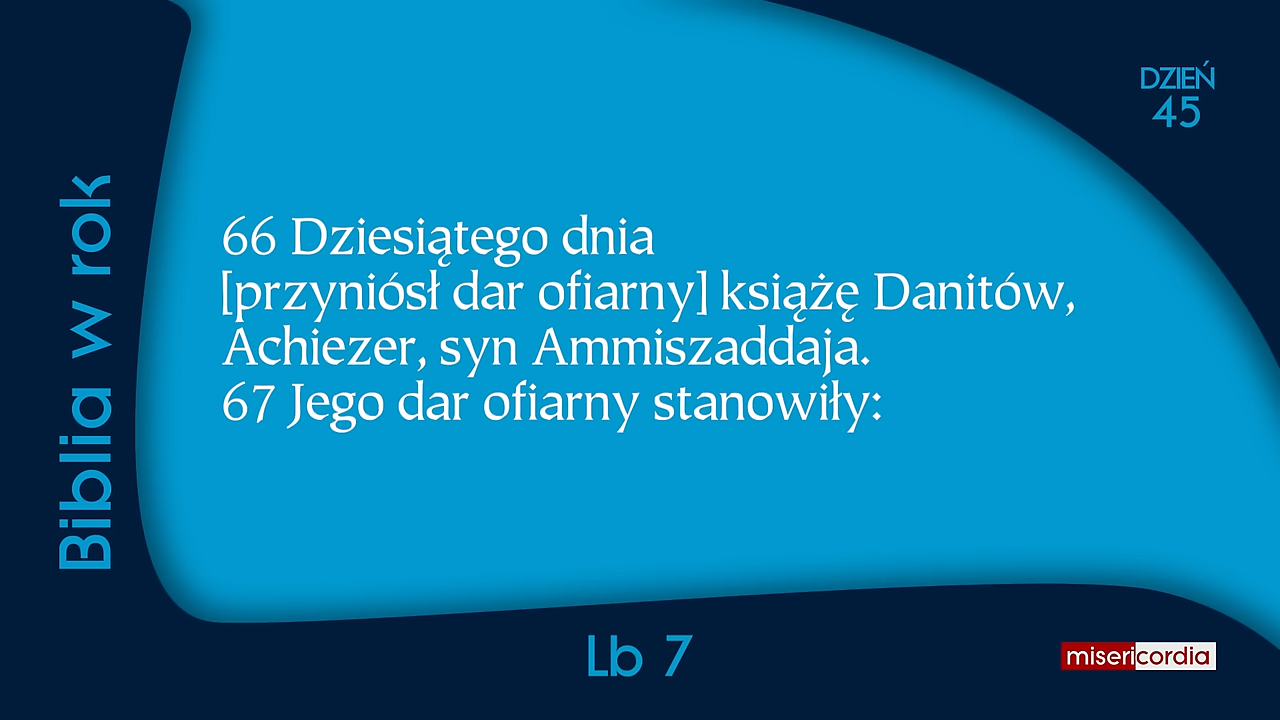 DZIEŃ
45
Biblia w rok
66 Dziesiątego dnia
[przyniósł dar ofiarny] książę Danitów,
Achiezer, syn Ammiszaddaja.
67 Jego dar ofiarny stanowiły:
Lb 7
misericordia